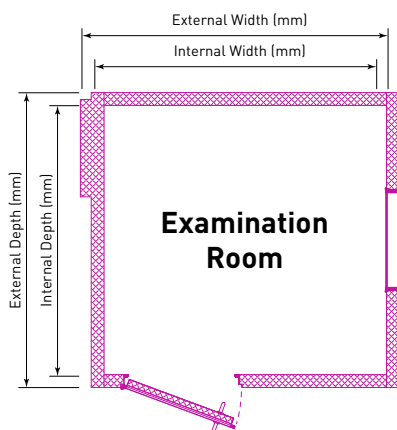 External Width (mm)
Internal Width (mm)
External Depth (mm)
Internal Depth (mm)
Examination
Room